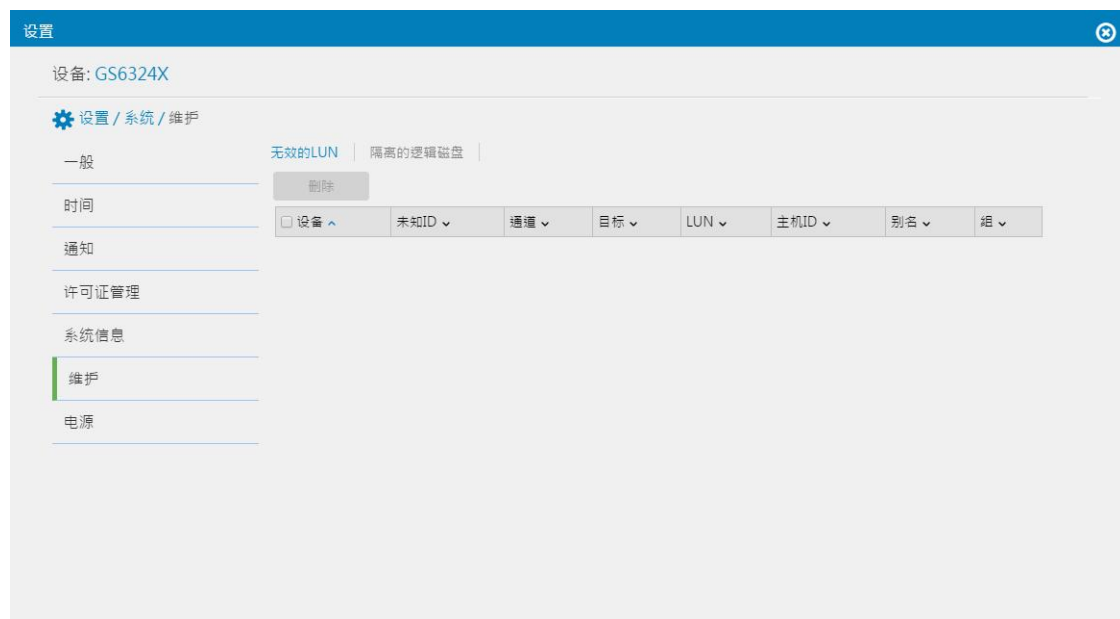 设置
设备: GS6324X
设置 / 系统 / 维护
一般
时间
通知
许可证管理
系统信息
维护
电源
无效的LUN
隔离的逻辑磁盘
删除
设备 未知ID 通道 目标 LUN 主机ID 别名 组